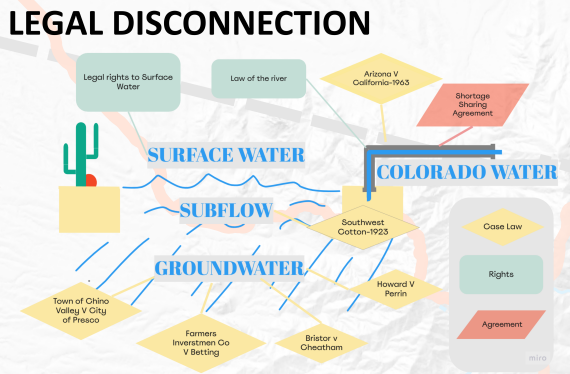 LEGAL DISCONNECTION
Legal rights to Surface
Water
Law of the river
Arizona V
California-1963
Shortage
Sharing
Agreement
SURFACE WATER
COLORADO WATER
SUBFLOW
Southwest
Cotton-1923
Case Law
GROUNDWATER
Rights
Howard V
Perrin
Town of Chino
Valley V City
of Presco
Agreement
Farmers
Inverstmen Co
V Betting
Bristor v
Cheatham
miro